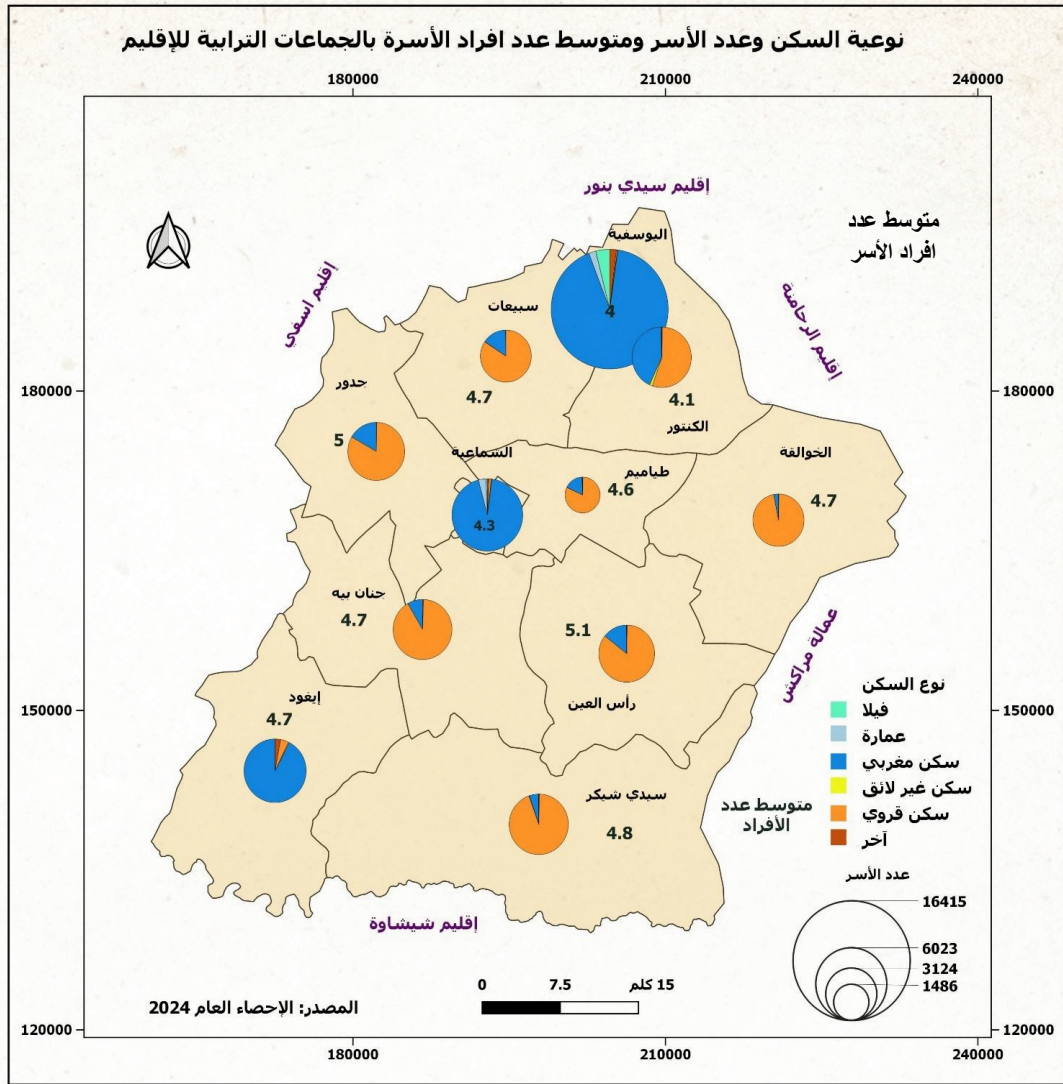 نوعية السكن وعدد الأسر ومتوسط عدد افراد الأسرة بالجماعات الترابية للإقليم
180000
210000
240000
إقليم سيدي بنور
متوسط عدد
افراد الأسر
اليوسفية
إقليم اسفي
إقليم الرحامنة
سبيعات
4
180000
180000
جدور
4.7
4.1
الكنتور
5
السماعية
طياميم
الخوالقة
4.6
4.7
4.3
جنان بيه
4.7
5.1
عمالة مراكش
إيغود
رأس العين
4.7
150000
150000
نوع السكن
فيلا
عمارة
سكن مغربي
سكن غير لائق
سكن قروي
آخر
سيدي شيكر
4.8
متوسط عدد
الأفراد
عدد الأسر
16415
6023
3124
1486
إقليم شيشاوة
0
7.5
15 كلم
المصدر: الإحصاء العام 2024
120000
120000
180000
210000
240000